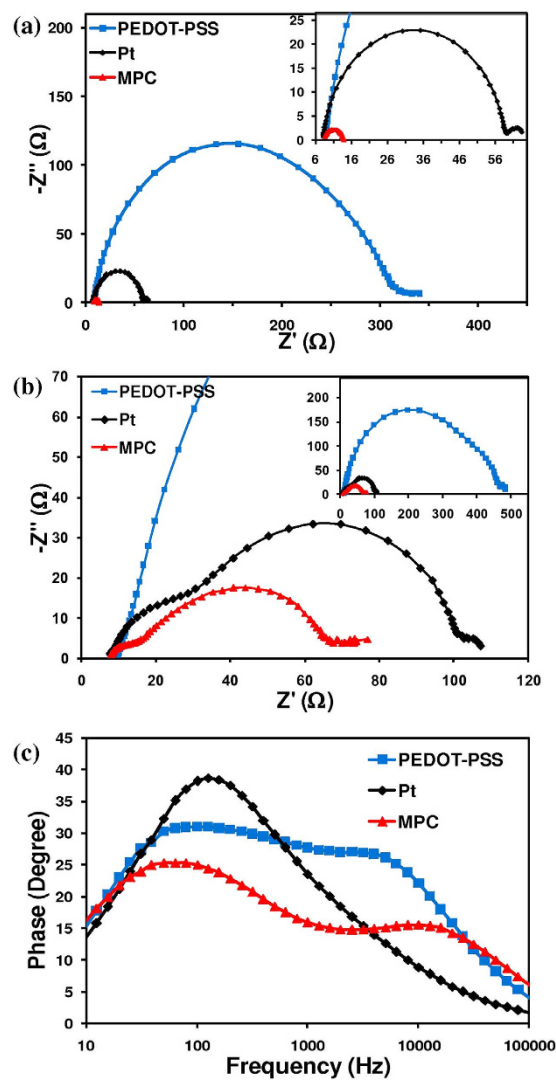 (a)
PEDOT-PSS
Pt
MPC
-Z" (Ω)
200
150
100
50
0
0 100 200 300 400
Z' (Ω)
25
20
15
10
5
0
6 16 26 36 46 56
(b)
PEDOT-PSS
Pt
MPC
-Z" (Ω)
70
60
50
40
30
20
10
0
0 20 40 60 80 100 120
Z' (Ω)
200
150
100
50
0
0 100 200 300 400 500
(c)
PEDOT-PSS
Pt
MPC
Phase (Degree)
45
40
35
30
25
20
15
10
5
0
10 100 1000 10000 100000
Frequency (Hz)